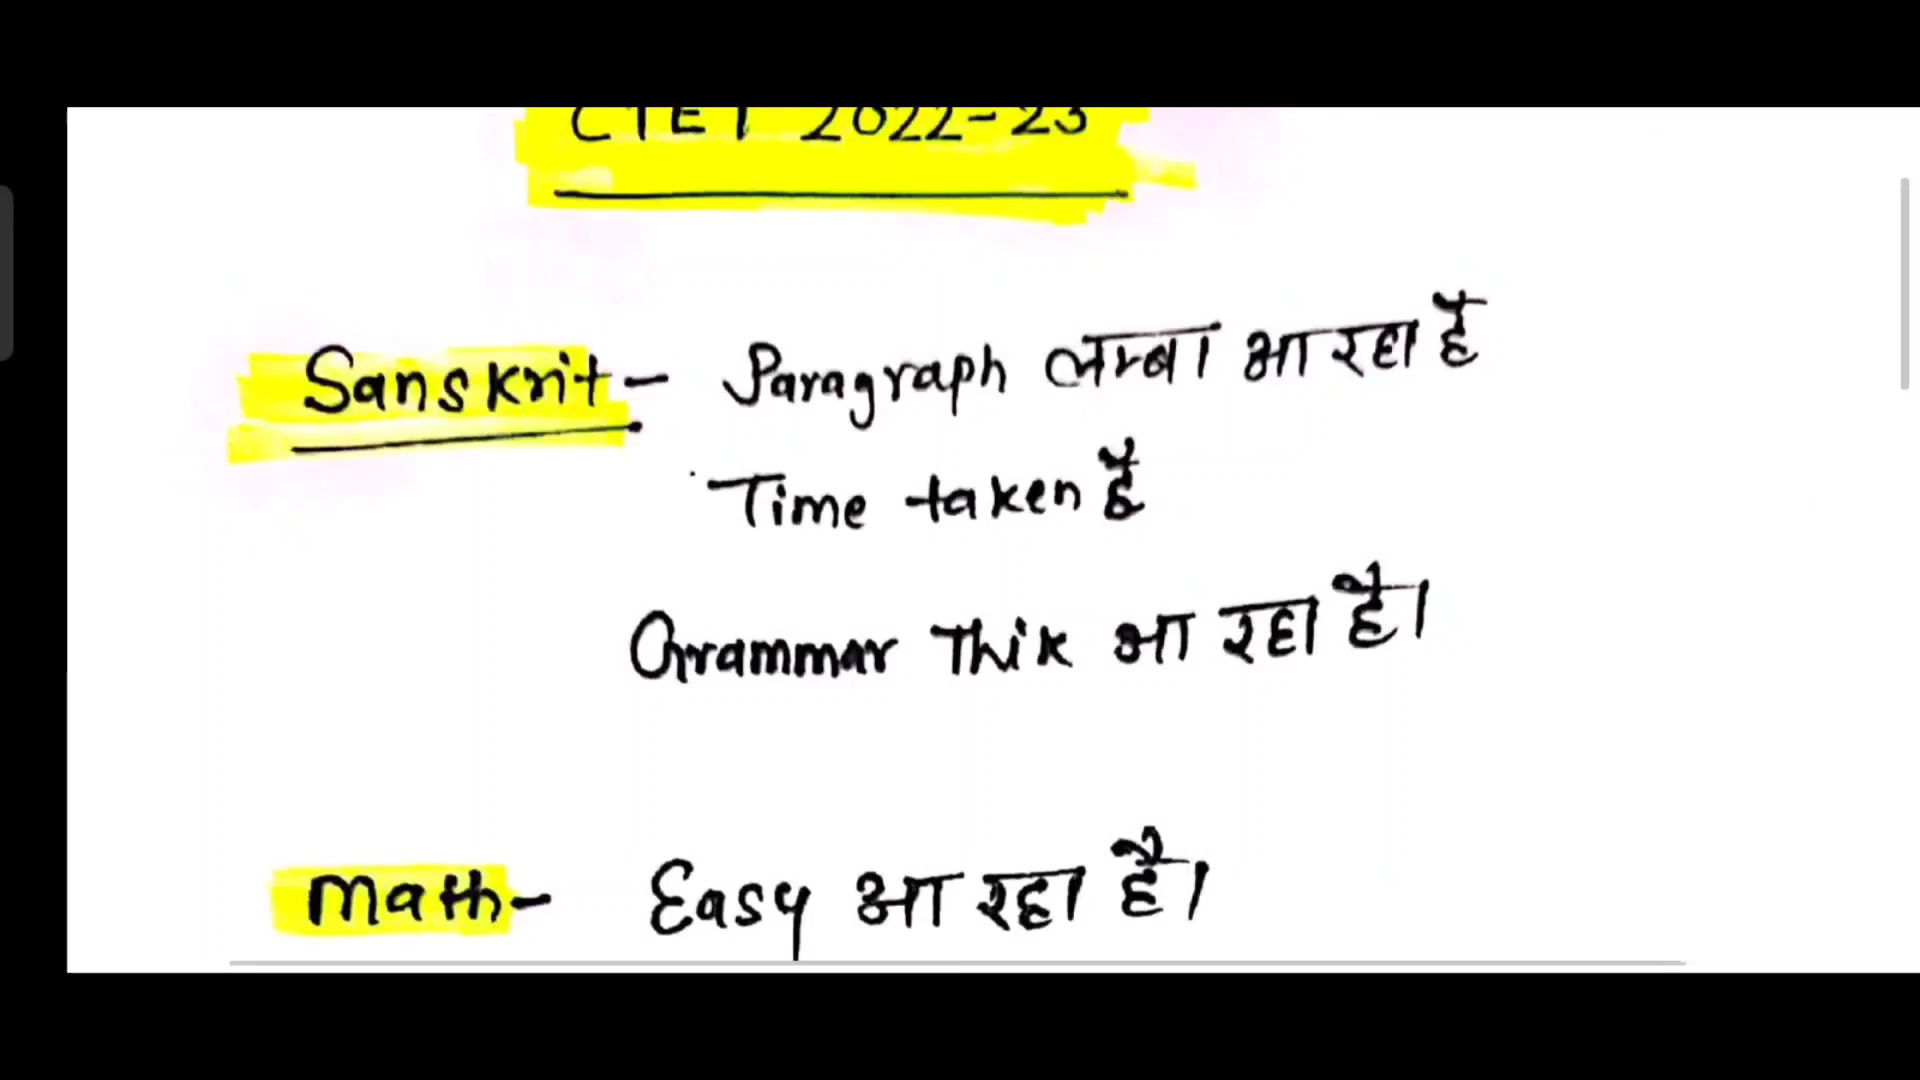 CTET 2022-23
Sanskrit - Paragraph लम्बा आ रहा है
Time taken है
Grammar Thik आ रहा है।
Math - Easy आ रहा है।